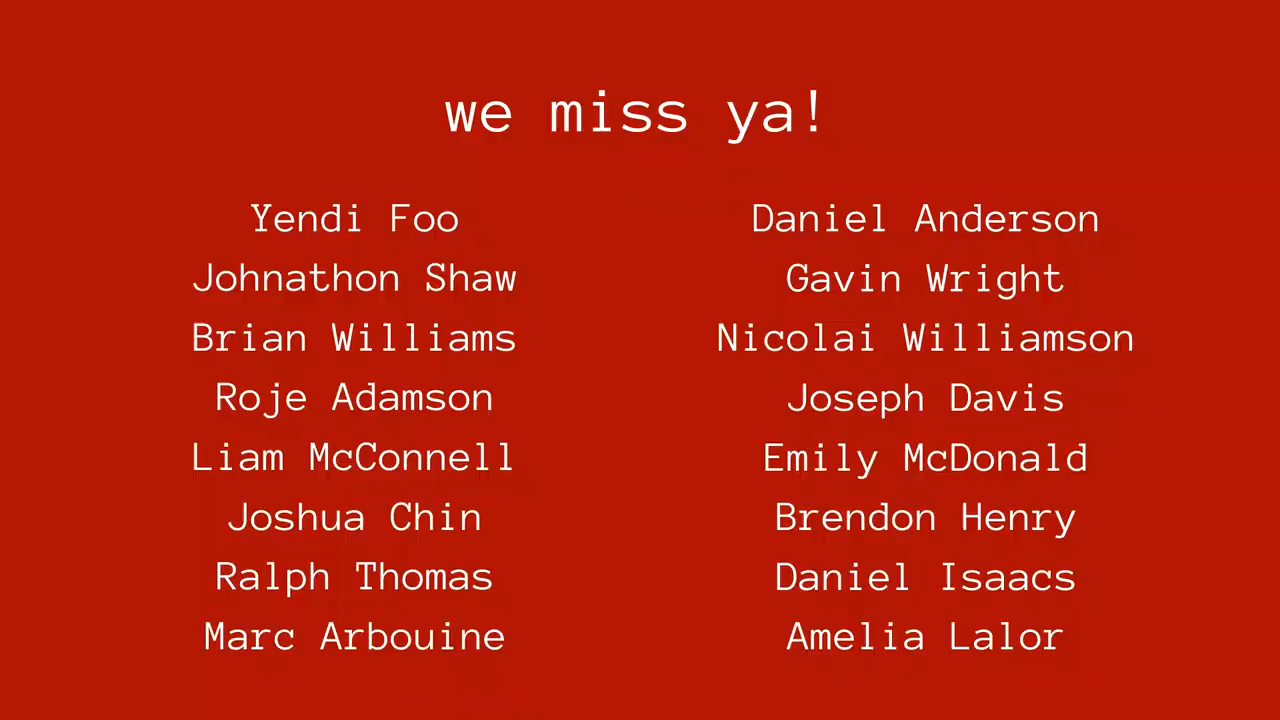 we miss ya!
Yendi Foo
Johnathon Shaw
Brian Williams
Roje Adamson
Liam McConnell
Joshua Chin
Ralph Thomas
Marc Arbouine
Daniel Anderson
Gavin Wright
Nicolai Williamson
Joseph Davis
Emily McDonald
Brendon Henry
Daniel Isaacs
Amelia Lalor